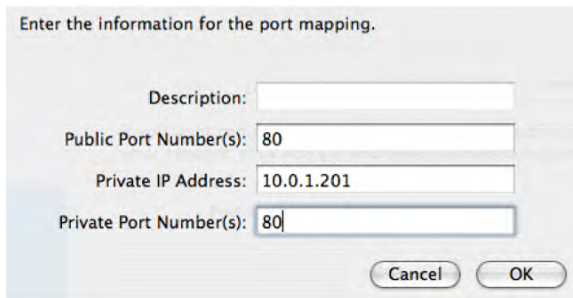 Enter the information for the port mapping.
Description:
Public Port Number(s): 80
Private IP Address: 10.0.1.201
Private Port Number(s): 80
Cancel OK